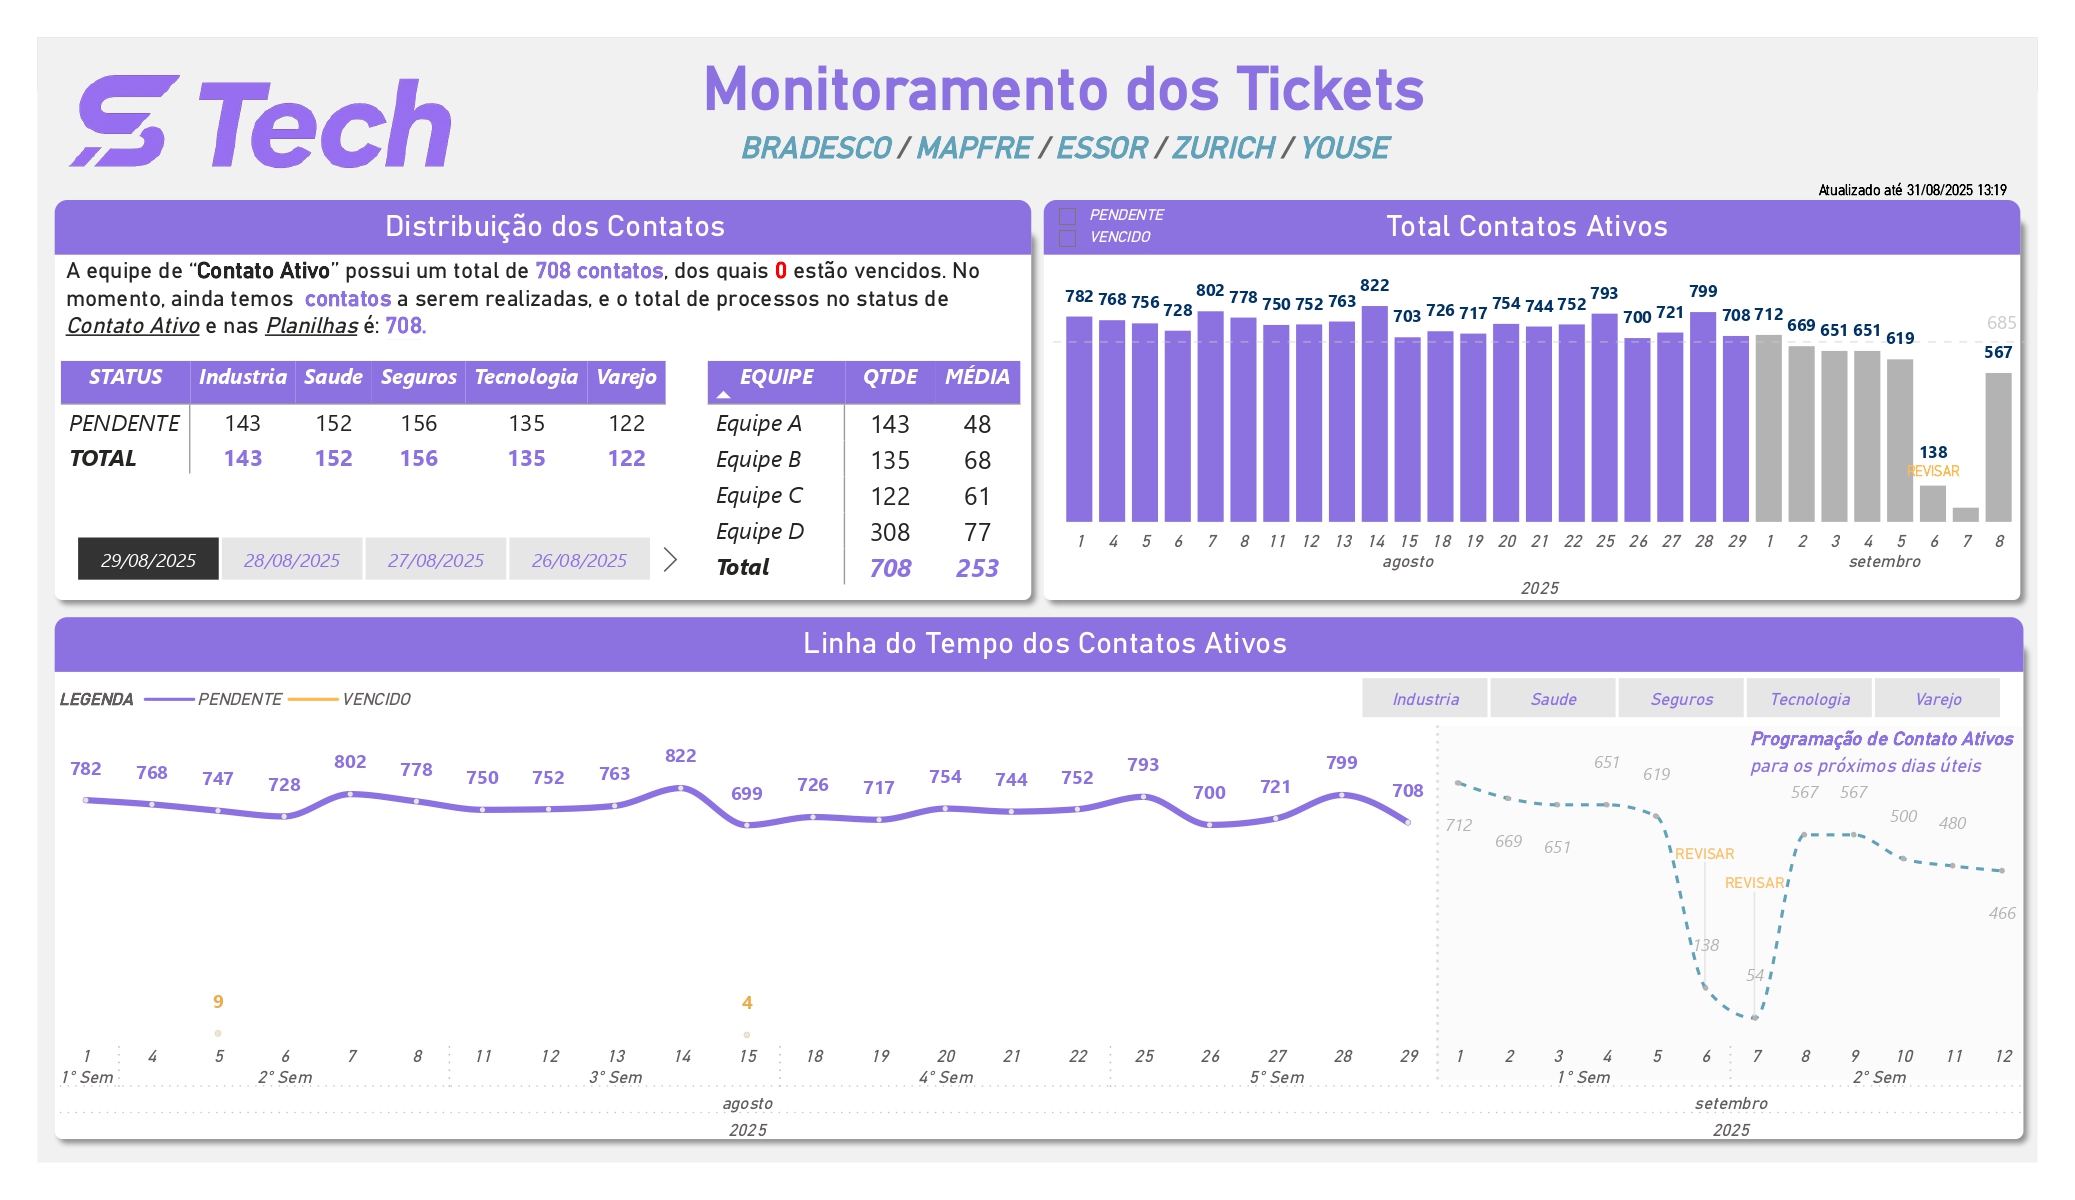 S Tech
Monitoramento dos Tickets
BRADESCO / MAPFRE / ESSOR / ZURICH / YOUSE
Atualizado até 31/08/2025 13:19
Distribuição dos Contatos
A equipe de “Contato Ativo” possui um total de 708 contatos, dos quais 0 estão vencidos. No
momento, ainda temos contatos a serem realizadas, e o total de processos no status de
Contato Ativo e nas Planilhas é: 708.
STATUS Industria Saude Seguros Tecnologia Varejo
PENDENTE 143 152 156 135 122
TOTAL 143 152 156 135 122
29/08/2025 28/08/2025 27/08/2025 26/08/2025
EQUIPE QTDE MÉDIA
Equipe A 143 48
Equipe B 135 68
Equipe C 122 61
Equipe D 308 77
Total 708 253
PENDENTE
VENCIDO
Total Contatos Ativos
782 768 756 728 802 778 750 752 763 822 703 726 717 754 744 752 793 700 721 799 708 712 669 651 651 619 138 567
685
REVISAR
1 4 5 6 7 8 11 12 13 14 15 18 19 20 21 22 25 26 27 28 29 1 2 3 4 5 6 7 8
agosto setembro
2025
Linha do Tempo dos Contatos Ativos
LEGENDA PENDENTE VENCIDO
Industria Saude Seguros Tecnologia Varejo
Programação de Contato Ativos
para os próximos dias úteis
782 768 747 728 802 778 750 752 763 822 699 726 717 754 744 752 793 700 721 799 708
712 669 651 651 619 138 54 567 567 500 480 466
REVISAR
REVISAR
9 4
1 4 5 6 7 8 11 12 13 14 15 18 19 20 21 22 25 26 27 28 29 1 2 3 4 5 6 7 8 9 10 11 12
1° Sem 2° Sem 3° Sem 4° Sem 5° Sem 1° Sem 2° Sem
agosto setembro
2025 2025